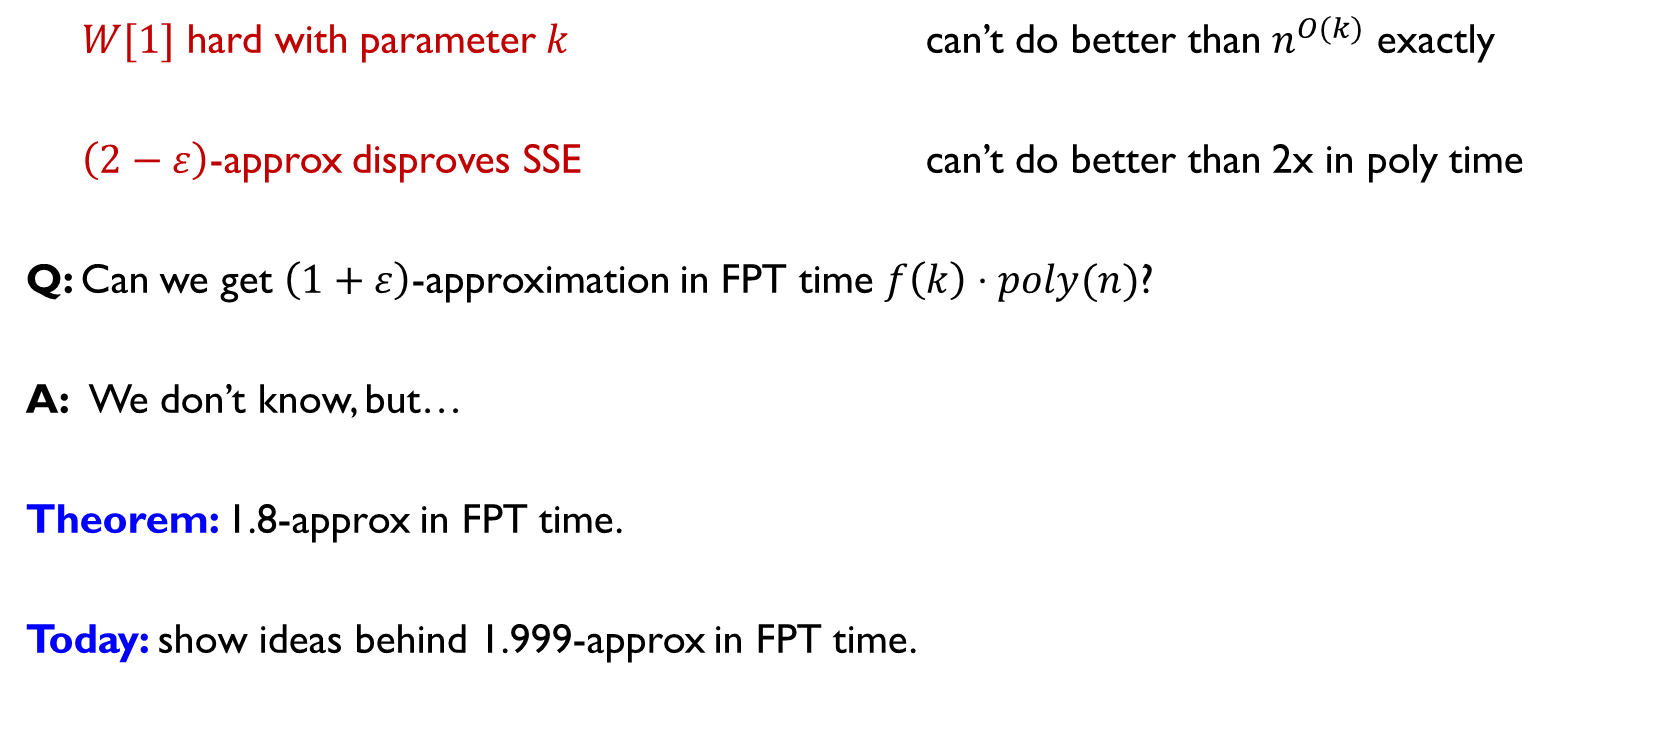 W[1] hard with parameter k can't do better than n^{O(k)} exactly
(2 − ε)-approx disproves SSE can't do better than 2x in poly time
Q: Can we get (1 + ε)-approximation in FPT time f(k) · poly(n)?
A: We don't know, but…
Theorem: 1.8-approx in FPT time.
Today: show ideas behind 1.999-approx in FPT time.